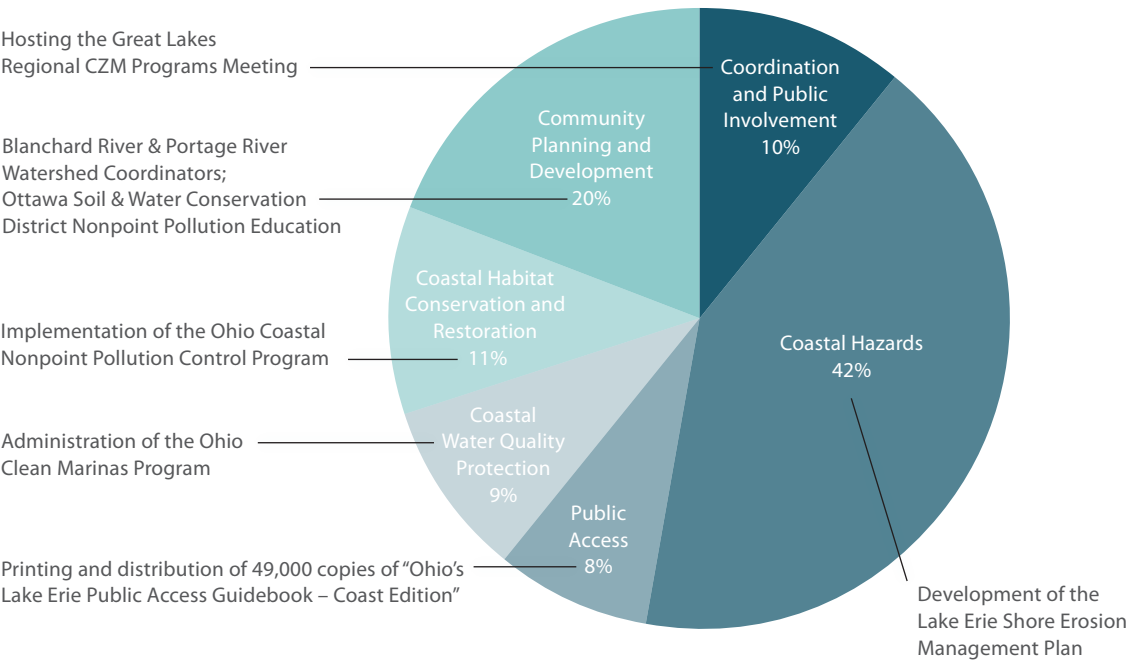 Hosting the Great Lakes
Regional CZM Programs Meeting
Blanchard River & Portage River
Watershed Coordinators;
Ottawa Soil & Water Conservation
District Nonpoint Pollution Education
Implementation of the Ohio Coastal
Nonpoint Pollution Control Program
Administration of the Ohio
Clean Marinas Program
Printing and distribution of 49,000 copies of “Ohio’s
Lake Erie Public Access Guidebook – Coast Edition”
Community
Planning and
Development
20%
Coastal Habitat
Conservation and
Restoration
11%
Coastal
Water Quality
Protection
9%
Public
Access
8%
Coordination
and Public
Involvement
10%
Coastal Hazards
42%
Development of the
Lake Erie Shore Erosion
Management Plan